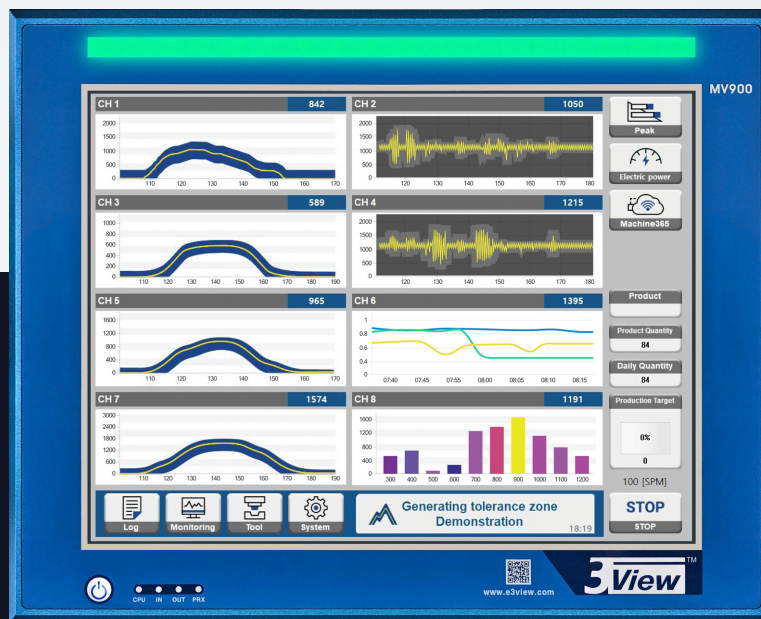 MV900
CH 1 842
2000
1500
1000
500
0
110 120 130 140 150 160 170
CH 2 1050
2000
1500
1000
500
0
120 130 140 150 160 170 180
Peak
Electric power
Machine365
CH 3 589
1000
800
600
400
200
0
110 120 130 140 150 160 170 180 190
CH 4 1215
2000
1500
1000
500
0
120 130 140 150 160 170 180
CH 5 965
1600
1200
800
400
0
110 120 130 140 150 160 170 180
CH 6 1395
1
0.8
0.6
0.4
0.2
07:40 07:45 07:55 08:00 08:05 08:10 08:15
Product
Product Quantity
84
Daily Quantity
84
CH 7 1574
3000
2400
1800
1200
600
0
110 120 130 140 150 160 170 180 190
CH 8 1191
1600
1200
800
400
0
300 400 500 600 700 800 900 1000 1100 1200
Production Target
0%
0
100 [SPM]
Log
Monitoring
Tool
System
Generating tolerance zone
Demonstration
18:19
STOP
STOP
CPU IN OUT PRX
www.e3view.com
3View TM